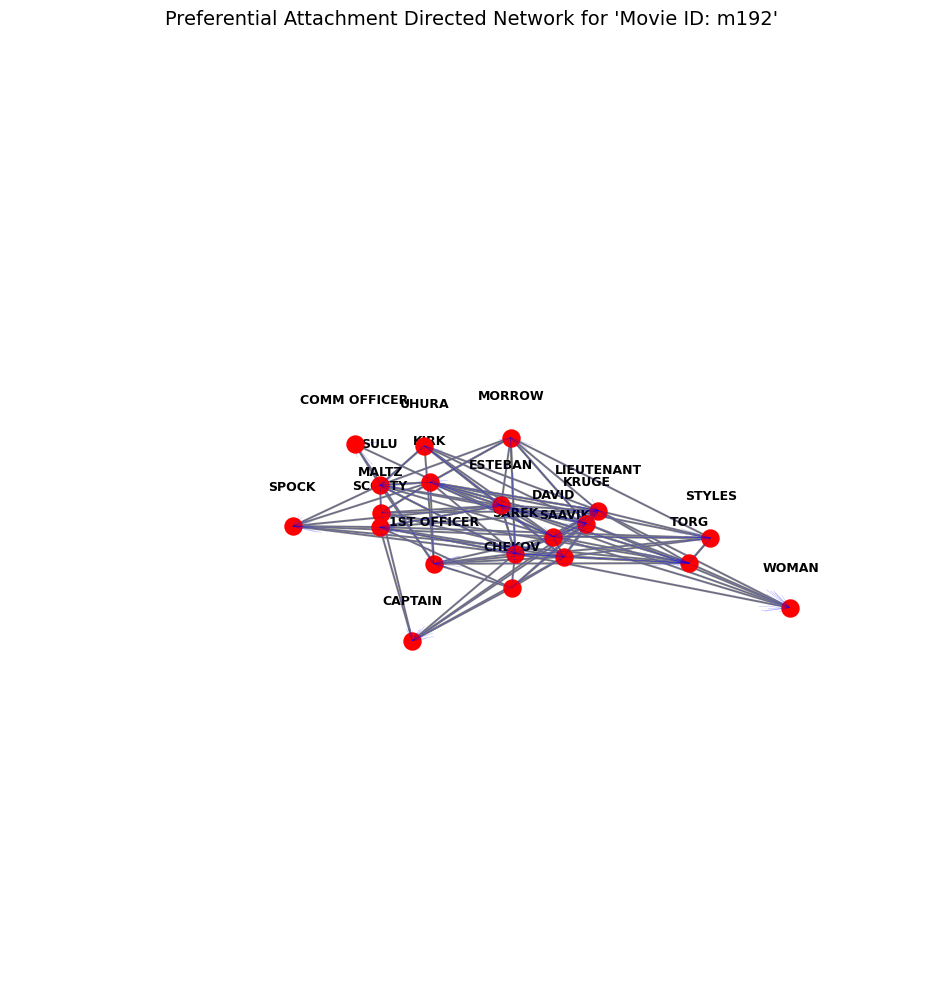 Preferential Attachment Directed Network for 'Movie ID: m192'
MORROW
COMM OFFICER
UHURA
KIRK
SULU
ESTEBAN
LIEUTENANT
MALTZ
KRUGE
SCOTTY
SPOCK
DAVID
STYLES
SAREK
SAAVIK
1ST OFFICER
TORG
CHEKOV
WOMAN
CAPTAIN